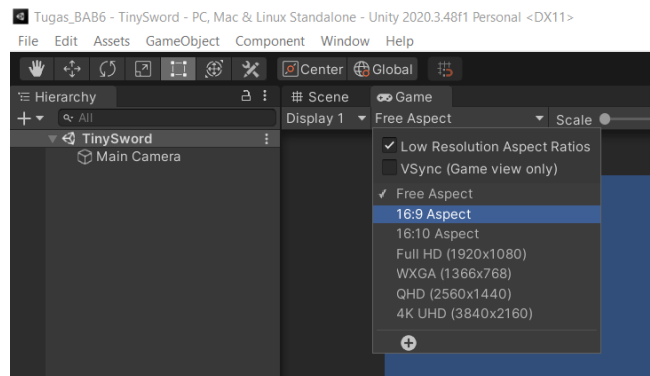 Tugas_BAB6 - TinySword - PC, Mac & Linux Standalone - Unity 2020.3.48f1 Personal <DX11>
File Edit Assets GameObject Component Window Help
Center Global
Hierarchy
Scene Game
All
Display 1 Free Aspect Scale
TinySword
Main Camera
Low Resolution Aspect Ratios
VSync (Game view only)
Free Aspect
16:9 Aspect
16:10 Aspect
Full HD (1920x1080)
WXGA (1366x768)
QHD (2560x1440)
4K UHD (3840x2160)